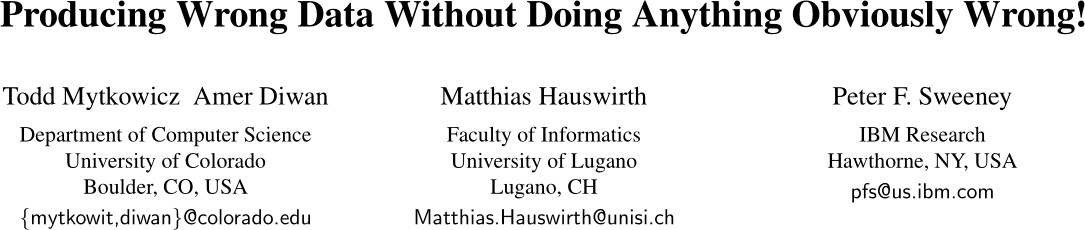 Producing Wrong Data Without Doing Anything Obviously Wrong!
Todd Mytkowicz Amer Diwan
Department of Computer Science
University of Colorado
Boulder, CO, USA
{mytkowit,diwan}@colorado.edu
Matthias Hauswirth
Faculty of Informatics
University of Lugano
Lugano, CH
Matthias.Hauswirth@unisi.ch
Peter F. Sweeney
IBM Research
Hawthorne, NY, USA
pfs@us.ibm.com